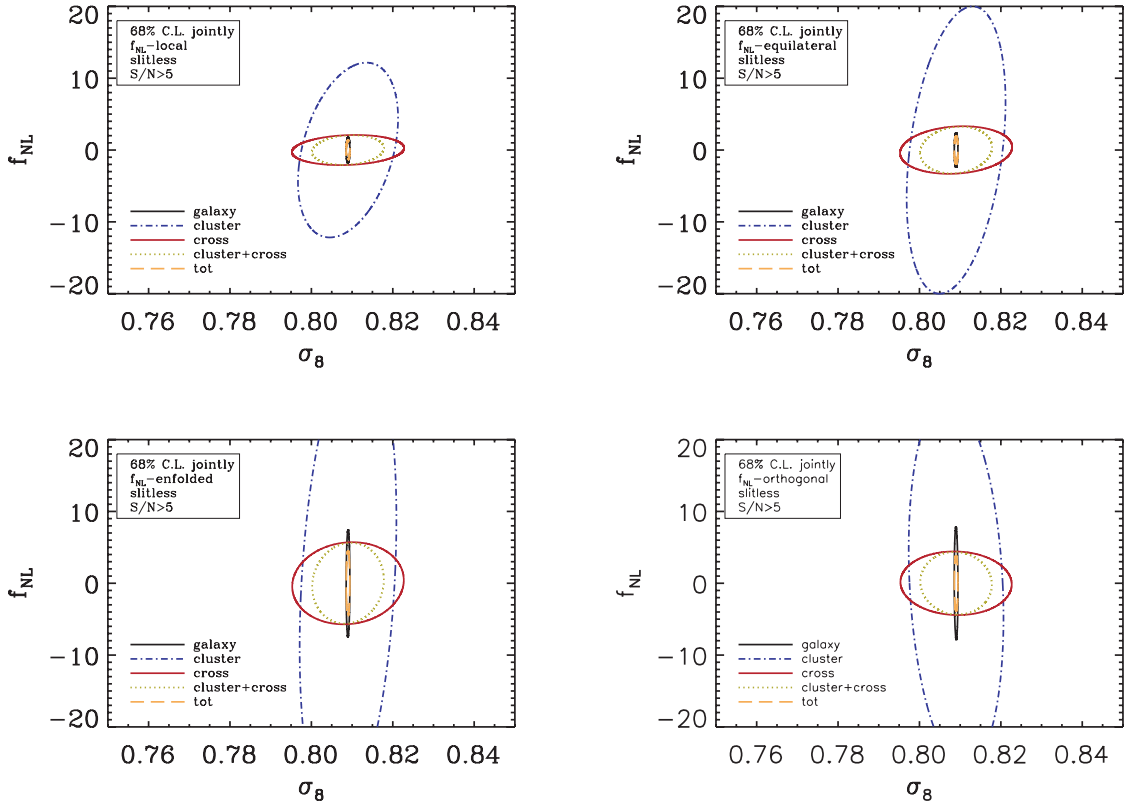 20
10
0
−10
−20
f_NL
68% C.L. jointly
f_NL−local
slitless
S/N>5
galaxy
cluster
cross
cluster+cross
tot
0.76 0.78 0.80 0.82 0.84
σ_8
20
10
0
−10
−20
f_NL
68% C.L. jointly
f_NL−equilateral
slitless
S/N>5
galaxy
cluster
cross
cluster+cross
tot
0.76 0.78 0.80 0.82 0.84
σ_8
20
10
0
−10
−20
f_NL
68% C.L. jointly
f_NL−enfolded
slitless
S/N>5
galaxy
cluster
cross
cluster+cross
tot
0.76 0.78 0.80 0.82 0.84
σ_8
20
10
0
−10
−20
f_NL
68% C.L. jointly
f_NL−orthogonal
slitless
S/N>5
galaxy
cluster
cross
cluster+cross
tot
0.76 0.78 0.80 0.82 0.84
σ_8